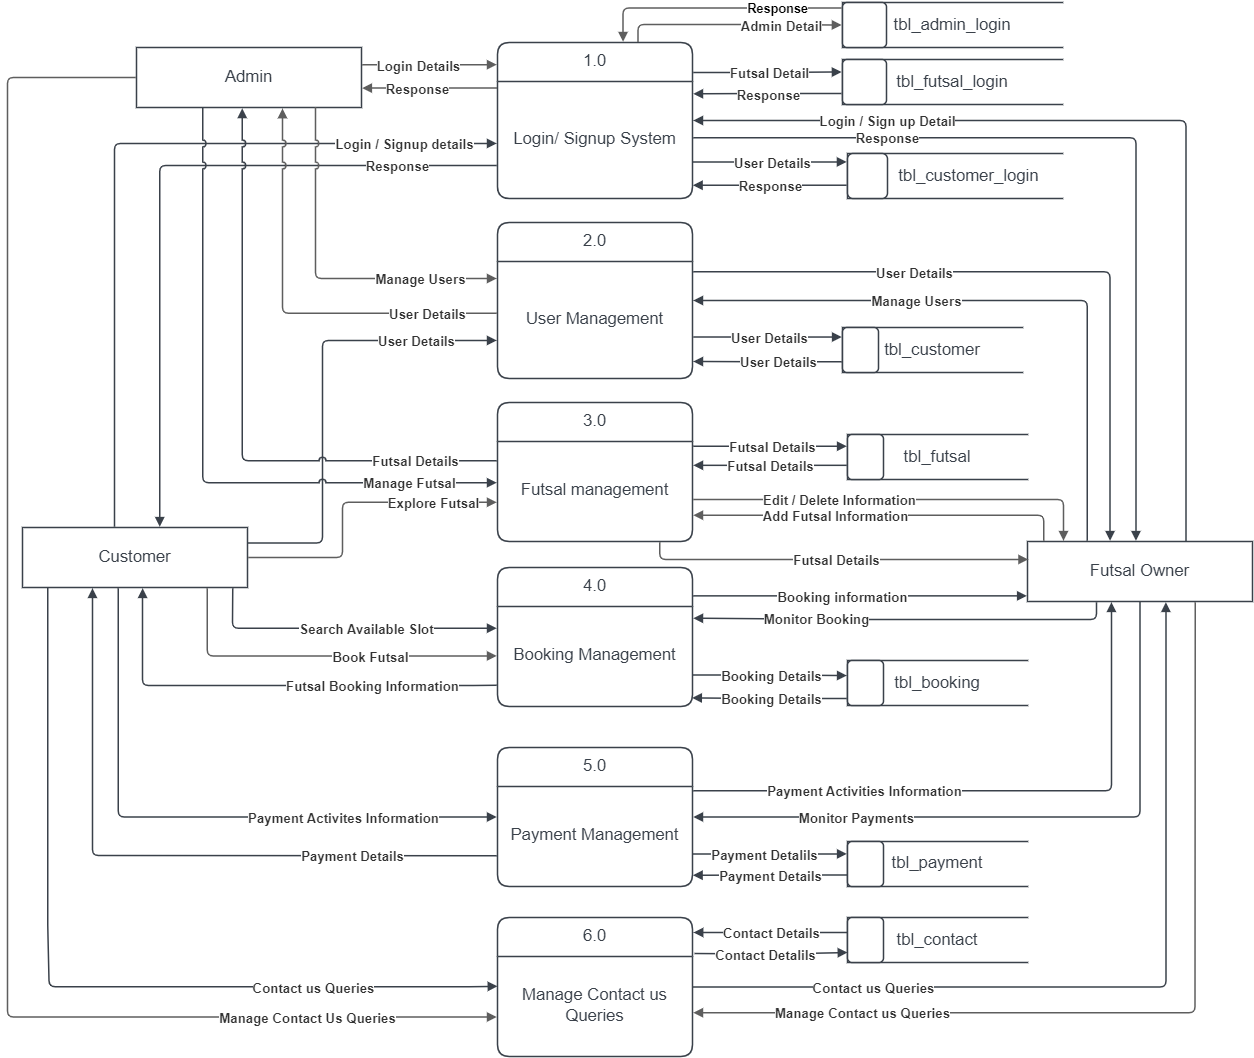 Response
Admin Detail
tbl_admin_login
Admin
Login Details
Response
1.0
Login/ Signup System
Futsal Detail
Response
tbl_futsal_login
Login / Sign up Detail
Response
Login / Signup details
Response
User Details
Response
tbl_customer_login
2.0
User Management
Manage Users
User Details
User Details
User Details
Manage Users
User Details
User Details
tbl_customer
3.0
Futsal management
Futsal Details
Manage Futsal
Explore Futsal
Futsal Details
Futsal Details
tbl_futsal
Edit / Delete Information
Add Futsal Information
Futsal Details
Customer
Futsal Owner
4.0
Booking Management
Search Available Slot
Book Futsal
Futsal Booking Information
Booking information
Monitor Booking
Booking Details
Booking Details
tbl_booking
5.0
Payment Management
Payment Activites Information
Payment Details
Payment Activities Information
Monitor Payments
Payment Detalils
Payment Details
tbl_payment
6.0
Manage Contact us
Queries
Contact Details
Contact Detalils
tbl_contact
Contact us Queries
Manage Contact Us Queries
Contact us Queries
Manage Contact us Queries